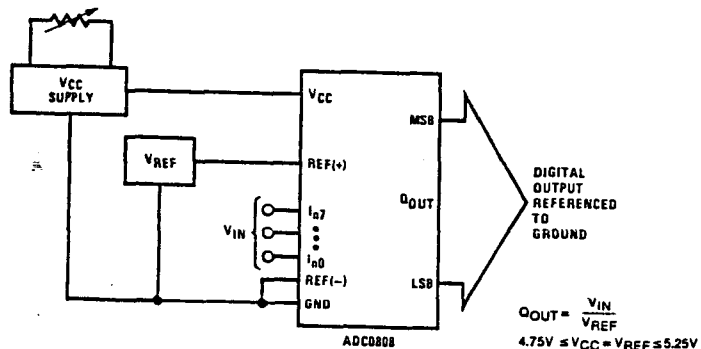 VCC
SUPPLY
VREF
VIN
VCC
REF(+)
In7
In0
REF(−)
GND
MSB
QOUT
LSB
ADC0808
DIGITAL
OUTPUT
REFERENCED
TO
GROUND
QOUT = VIN / VREF
4.75V ≤ VCC = VREF ≤ 5.25V